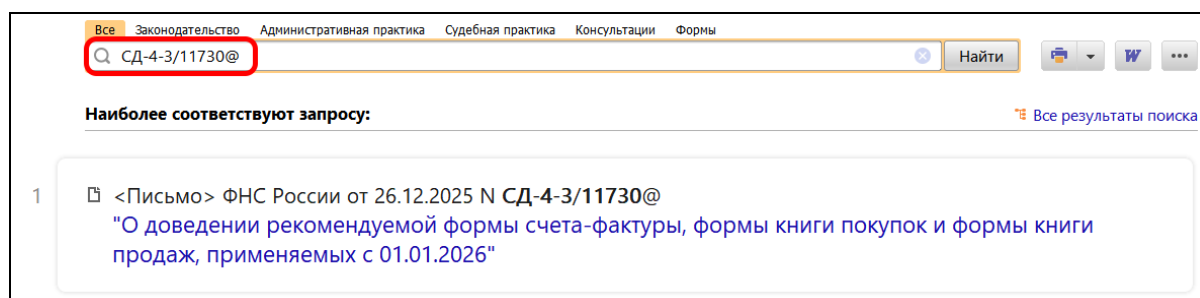 Все Законодательство Административная практика Судебная практика Консультации Формы
СД-4-3/11730@ Найти W
Наиболее соответствуют запросу: Все результаты поиска
1 <Письмо> ФНС России от 26.12.2025 N СД-4-3/11730@
"О доведении рекомендуемой формы счета-фактуры, формы книги покупок и формы книги
продаж, применяемых с 01.01.2026"